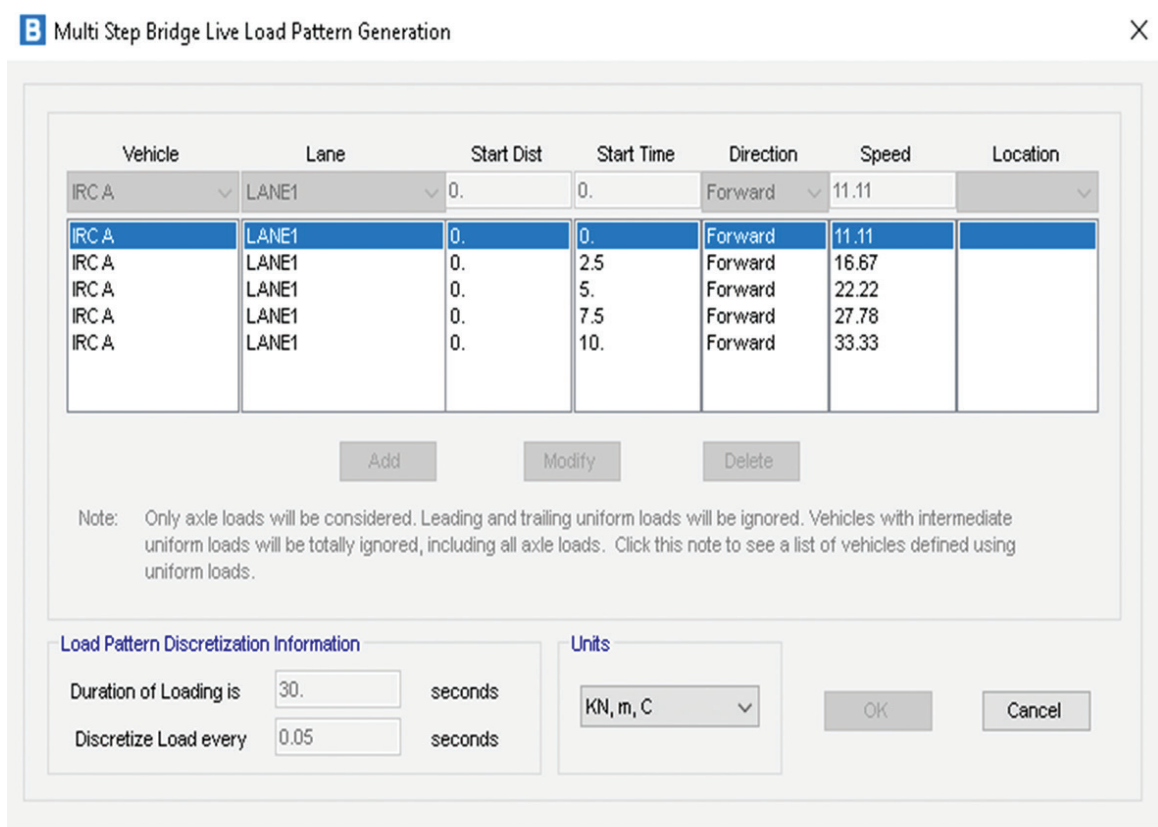 B Multi Step Bridge Live Load Pattern Generation X
Vehicle Lane Start Dist Start Time Direction Speed Location
IRC A LANE1 0. 0. Forward 11.11
IRC A LANE1 0. 0. Forward 11.11
IRC A LANE1 0. 2.5 Forward 16.67
IRC A LANE1 0. 5. Forward 22.22
IRC A LANE1 0. 7.5 Forward 27.78
IRC A LANE1 0. 10. Forward 33.33
Add Modify Delete
Note: Only axle loads will be considered. Leading and trailing uniform loads will be ignored. Vehicles with intermediate
uniform loads will be totally ignored, including all axle loads. Click this note to see a list of vehicles defined using
uniform loads.
Load Pattern Discretization Information Units
Duration of Loading is 30. seconds
KN, m, C OK Cancel
Discretize Load every 0.05 seconds